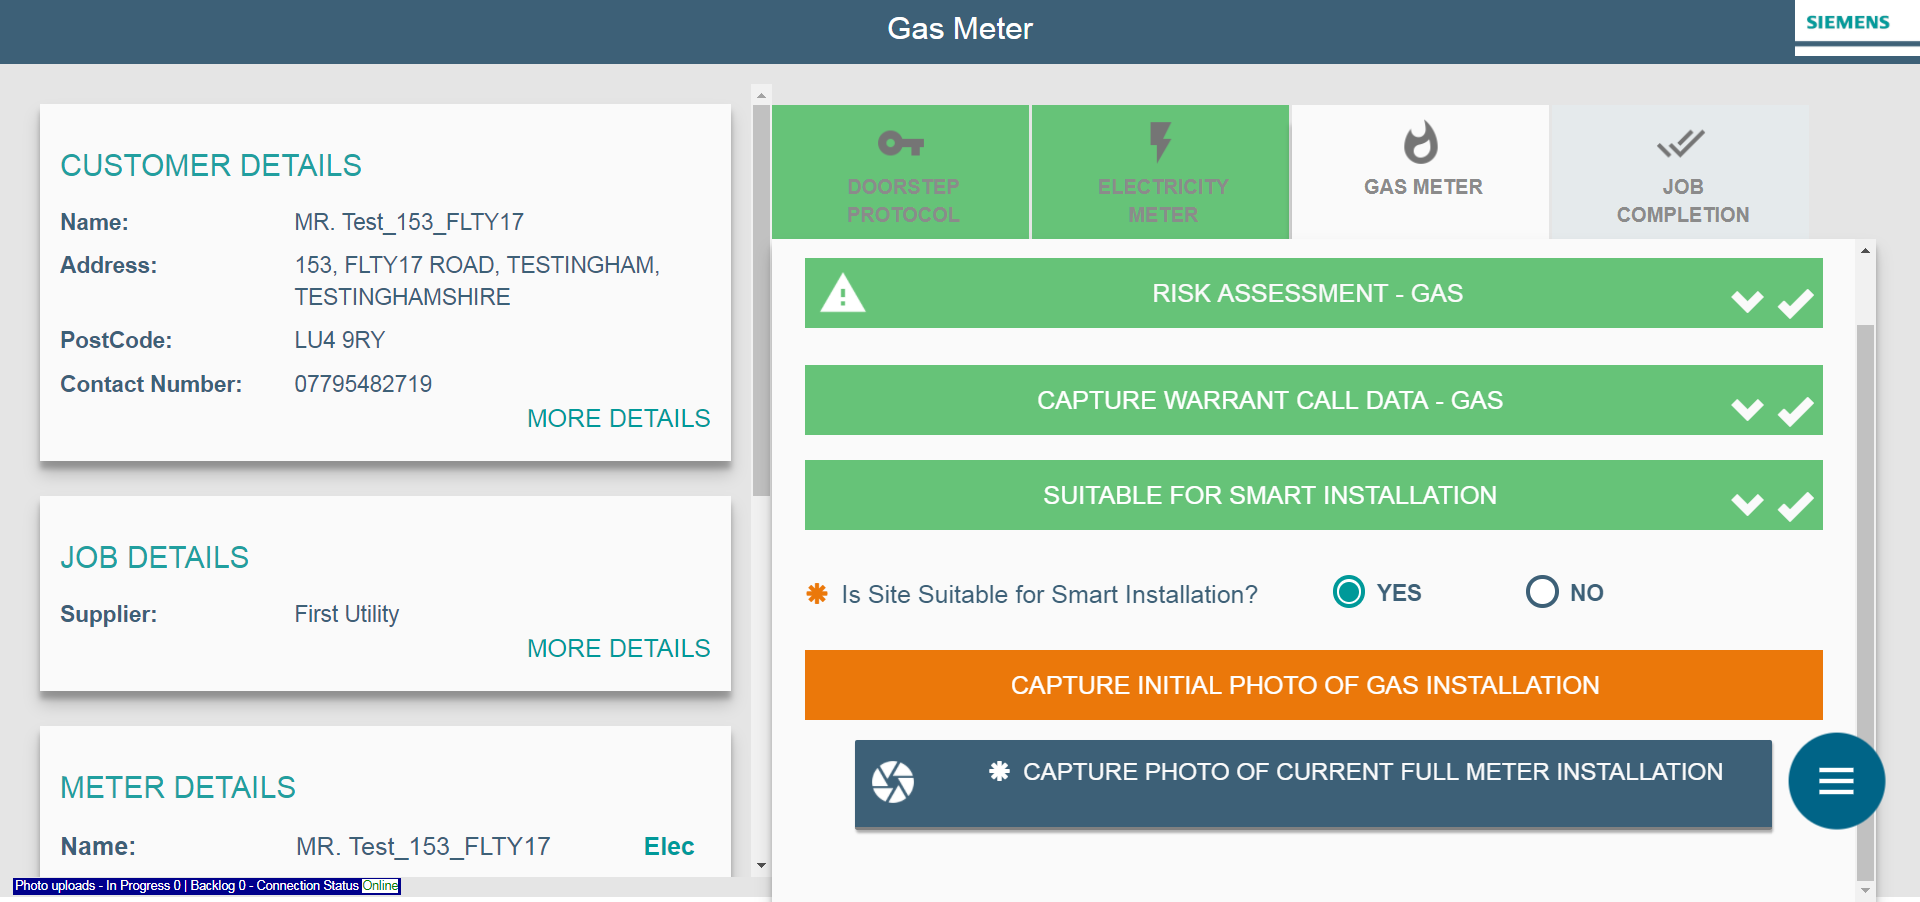 Gas Meter
SIEMENS
CUSTOMER DETAILS
Name: MR. Test_153_FLTY17
Address: 153, FLTY17 ROAD, TESTINGHAM,
TESTINGHAMSHIRE
PostCode: LU4 9RY
Contact Number: 07795482719
MORE DETAILS
JOB DETAILS
Supplier: First Utility
MORE DETAILS
METER DETAILS
Name: MR. Test_153_FLTY17 Elec
Photo uploads - In Progress 0 | Backlog 0 - Connection Status Online
DOORSTEP
PROTOCOL
ELECTRICITY
METER
GAS METER
JOB
COMPLETION
RISK ASSESSMENT - GAS
CAPTURE WARRANT CALL DATA - GAS
SUITABLE FOR SMART INSTALLATION
✱ Is Site Suitable for Smart Installation? YES NO
CAPTURE INITIAL PHOTO OF GAS INSTALLATION
✱ CAPTURE PHOTO OF CURRENT FULL METER INSTALLATION